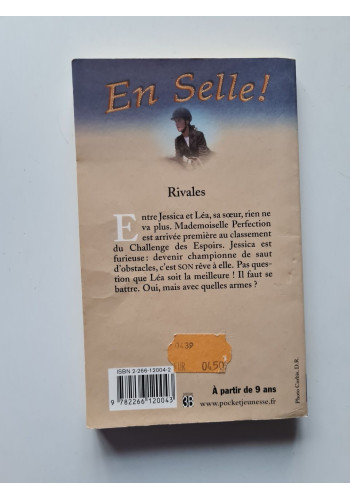 En Selle!
Rivales
Entre Jessica et Léa, sa sœur, rien ne
va plus. Mademoiselle Perfection
est arrivée première au classement
du Challenge des Espoirs. Jessica est
furieuse : devenir championne de saut
d'obstacles, c'est SON rêve à elle. Pas ques-
tion que Léa soit la meilleure ! Il faut se
battre. Oui, mais avec quelles armes ?
0439
EUR 0450
ISBN 2-266-12004-2
9 782266 120043
À partir de 9 ans
www.pocketjeunesse.fr
Photo Corbis D.R.